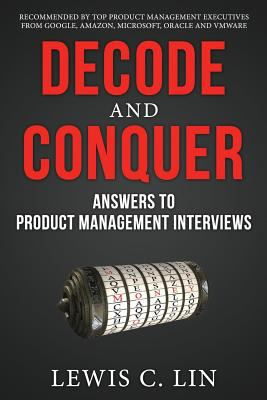 RECOMMENDED BY TOP PRODUCT MANAGEMENT EXECUTIVES
FROM GOOGLE, AMAZON, MICROSOFT, ORACLE AND VMWARE
DECODE
AND
CONQUER
ANSWERS TO
PRODUCT MANAGEMENT INTERVIEWS
LEWIS C. LIN